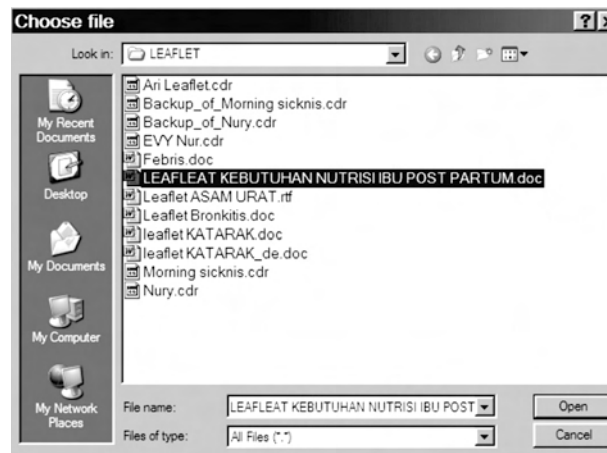 Choose file
Look in:
LEAFLET
My Recent
Documents
Desktop
My Documents
My Computer
My Network
Places
Ari Leaflet.cdr
Backup_of_Morning sicknis.cdr
Backup_of_Nury.cdr
EVY Nur.cdr
Febris.doc
LEAFLEAT KEBUTUHAN NUTRISI IBU POST PARTUM.doc
Leaflet ASAM URAT.rtf
Leaflet Bronkitis.doc
leaflet KATARAK.doc
leaflet KATARAK_de.doc
Morning sicknis.cdr
Nury.cdr
File name:
LEAFLEAT KEBUTUHAN NUTRISI IBU POST
Open
Files of type:
All Files (*.*)
Cancel